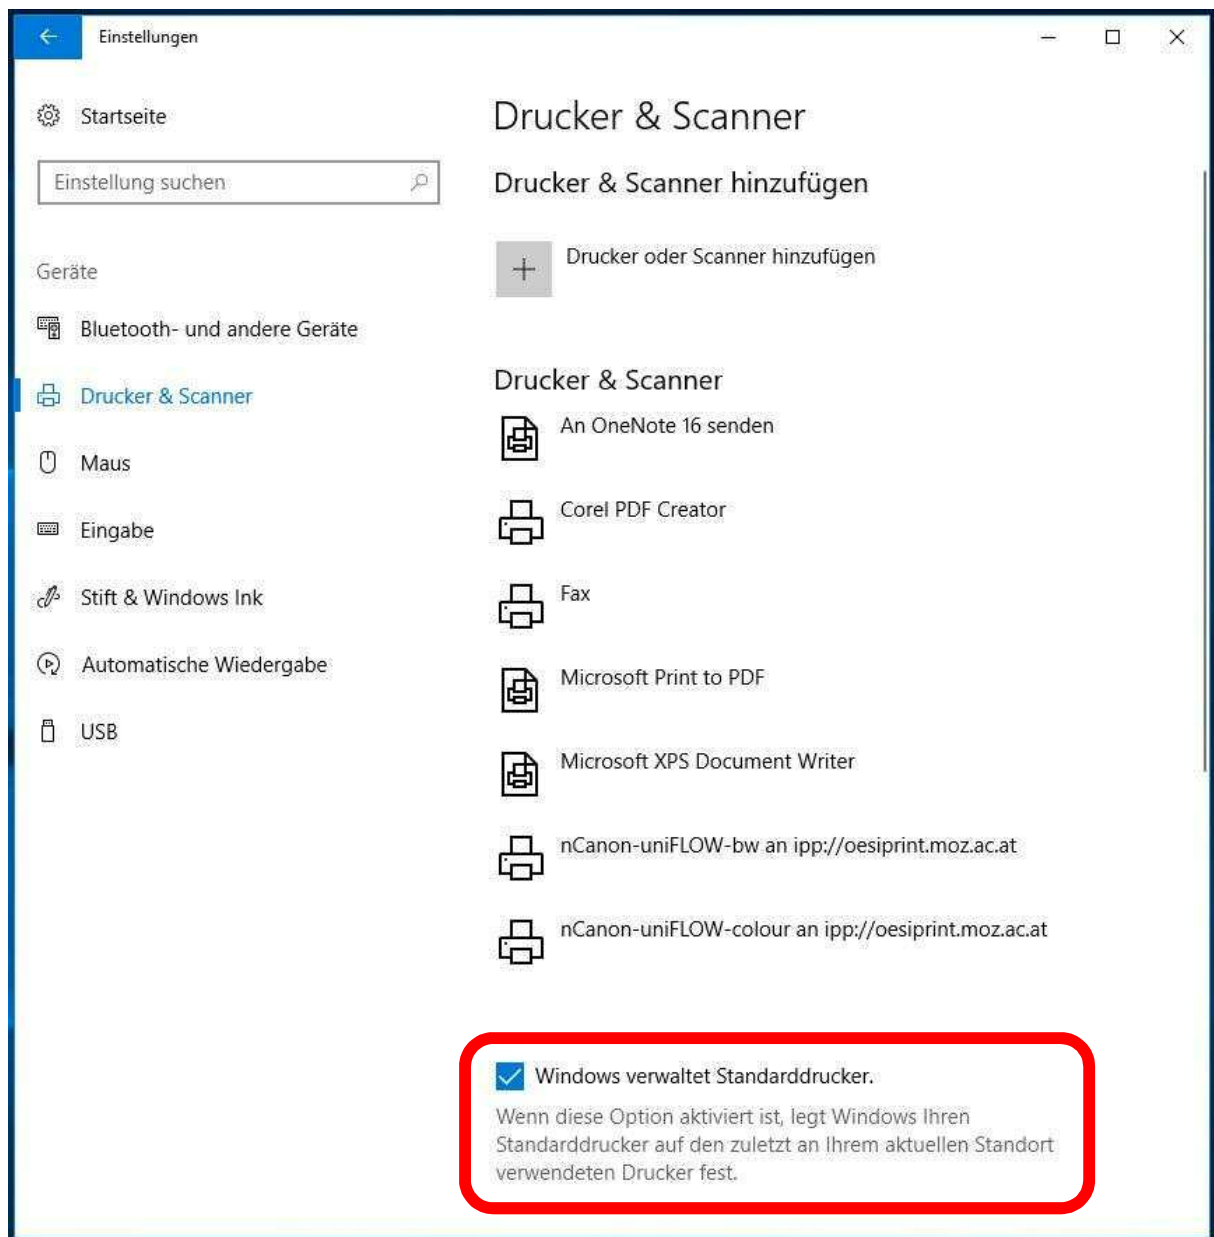 Einstellungen
Startseite
Einstellung suchen
Geräte
Bluetooth- und andere Geräte
Drucker & Scanner
Maus
Eingabe
Stift & Windows Ink
Automatische Wiedergabe
USB
Drucker & Scanner
Drucker & Scanner hinzufügen
Drucker oder Scanner hinzufügen
Drucker & Scanner
An OneNote 16 senden
Corel PDF Creator
Fax
Microsoft Print to PDF
Microsoft XPS Document Writer
nCanon-uniFLOW-bw an ipp://oesiprint.moz.ac.at
nCanon-uniFLOW-colour an ipp://oesiprint.moz.ac.at
Windows verwaltet Standarddrucker.
Wenn diese Option aktiviert ist, legt Windows Ihren
Standarddrucker auf den zuletzt an Ihrem aktuellen Standort
verwendeten Drucker fest.